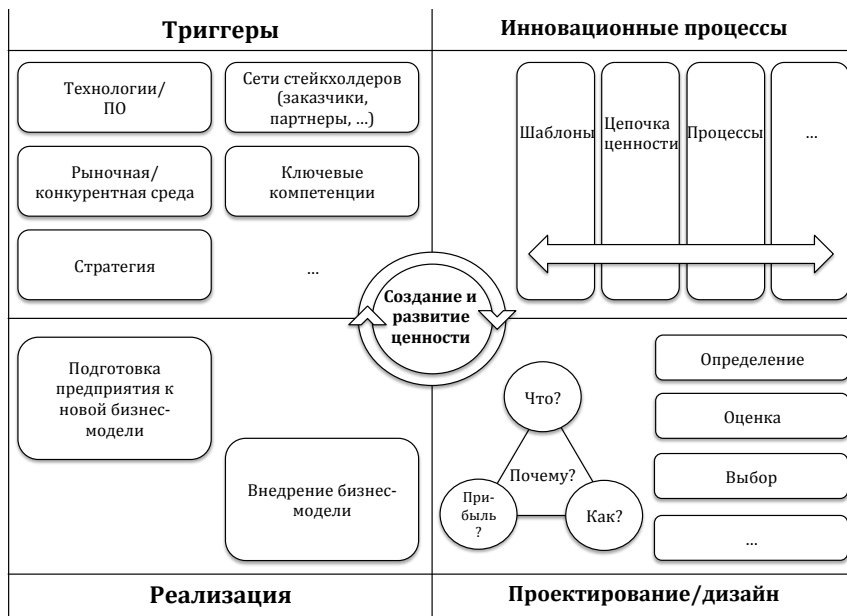 Триггеры
Технологии/
ПО
Сети стейкхолдеров
(заказчики,
партнеры, ...)
Рыночная/
конкурентная среда
Ключевые
компетенции
Стратегия
...
Инновационные процессы
Шаблоны
Цепочка
ценности
Процессы
...
Создание и
развитие
ценности
Подготовка
предприятия к
новой бизнес-
модели
Внедрение бизнес-
модели
Реализация
Что?
Почему?
При-
быль
?
Как?
Определение
Оценка
Выбор
...
Проектирование/дизайн